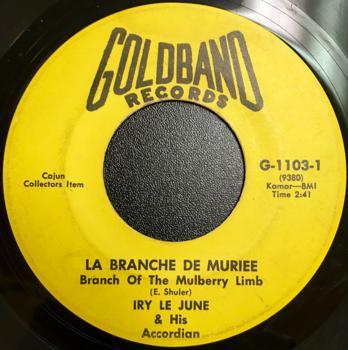 GOLDBAND
RECORDS
Cajun
Collectors Item
G-1103-1
(9380)
Kamar—BMI
Time 2:41
LA BRANCHE DE MURIEE
Branch Of The Mulberry Limb
(E. Shuler)
IRY LE JUNE
& His
Accordian